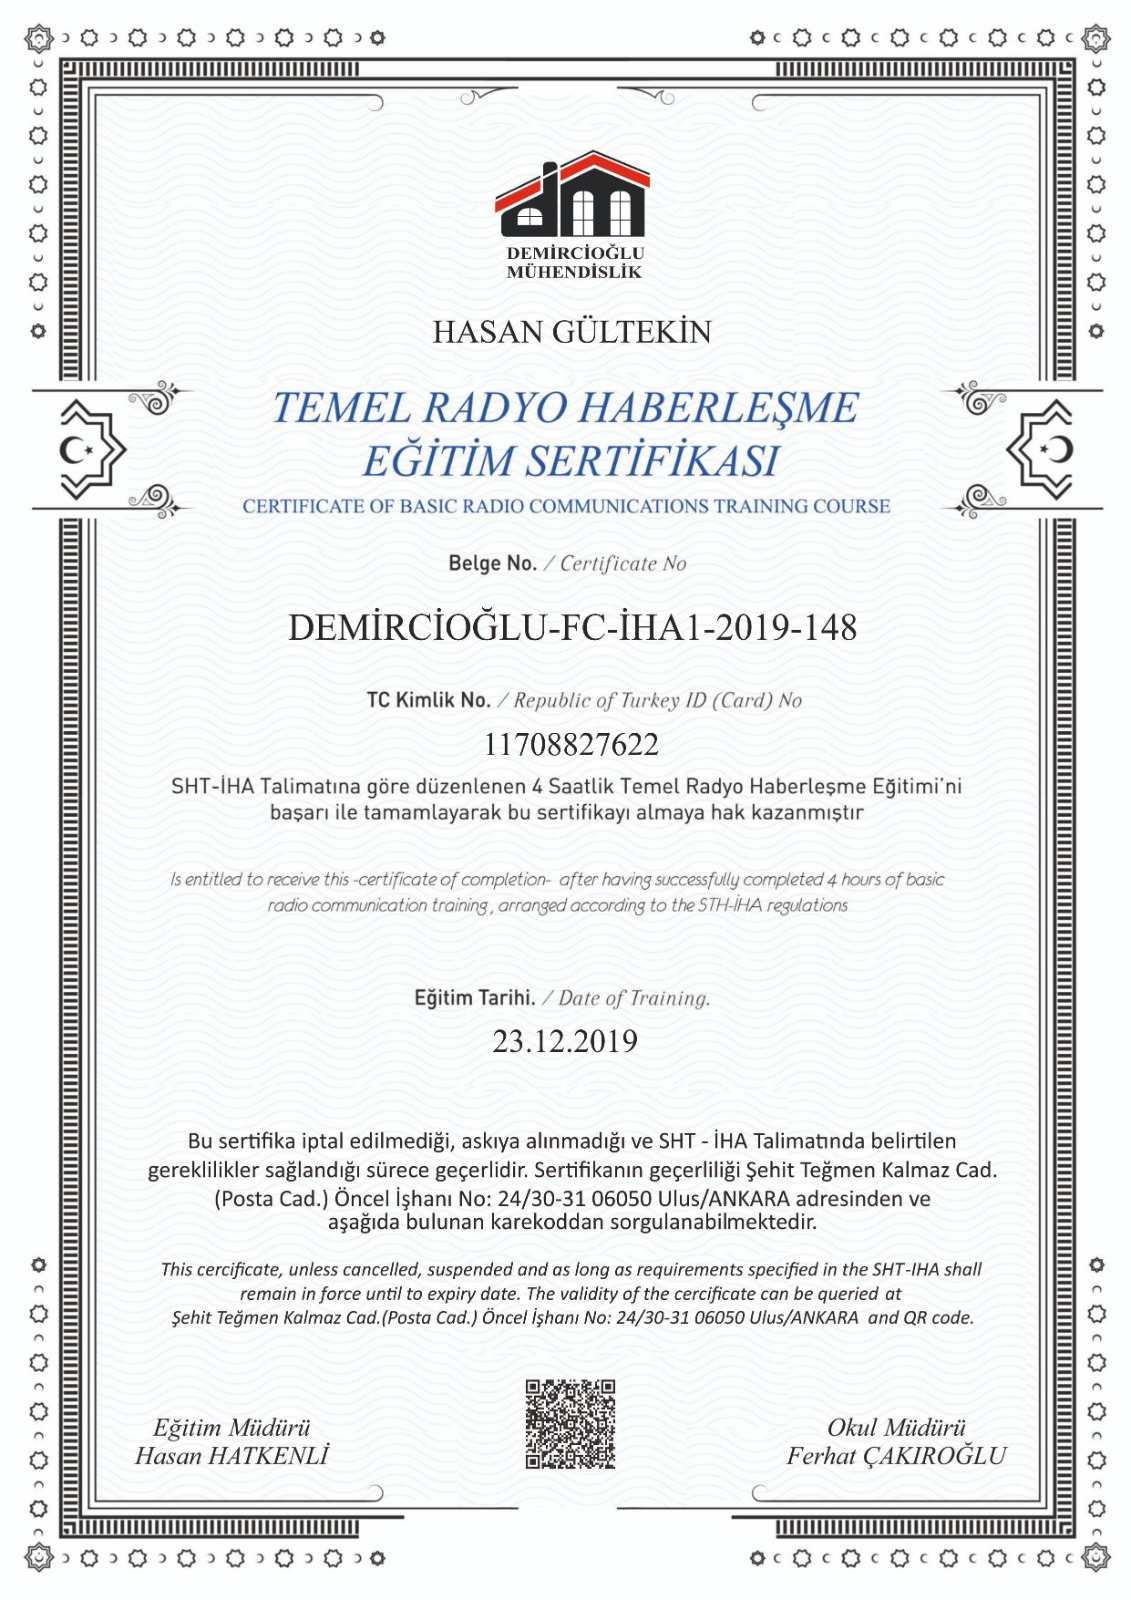 DEMİRCİOĞLU
MÜHENDİSLİK
HASAN GÜLTEKİN
TEMEL RADYO HABERLEŞME
EĞİTİM SERTİFİKASI
CERTIFICATE OF BASIC RADIO COMMUNICATIONS TRAINING COURSE
Belge No. / Certificate No
DEMİRCİOĞLU-FC-İHA1-2019-148
TC Kimlik No. / Republic of Turkey ID (Card) No
11708827622
SHT-İHA Talimatına göre düzenlenen 4 Saatlik Temel Radyo Haberleşme Eğitimi'ni
başarı ile tamamlayarak bu sertifikayı almaya hak kazanmıştır
Is entitled to receive this -certificate of completion- after having successfully completed 4 hours of basic
radio communication training , arranged according to the STH-İHA regulations
Eğitim Tarihi. / Date of Training.
23.12.2019
Bu sertifika iptal edilmediği, askıya alınmadığı ve SHT - İHA Talimatında belirtilen
gereklilikler sağlandığı sürece geçerlidir. Sertifikanın geçerliliği Şehit Teğmen Kalmaz Cad.
(Posta Cad.) Öncel İşhanı No: 24/30-31 06050 Ulus/ANKARA adresinden ve
aşağıda bulunan karekoddan sorgulanabilmektedir.
This cercificate, unless cancelled, suspended and as long as requirements specified in the SHT-IHA shall
remain in force until to expiry date. The validity of the cercificate can be queried at
Şehit Teğmen Kalmaz Cad.(Posta Cad.) Öncel İşhanı No: 24/30-31 06050 Ulus/ANKARA and QR code.
Eğitim Müdürü
Hasan HATKENLİ
Okul Müdürü
Ferhat ÇAKIROĞLU